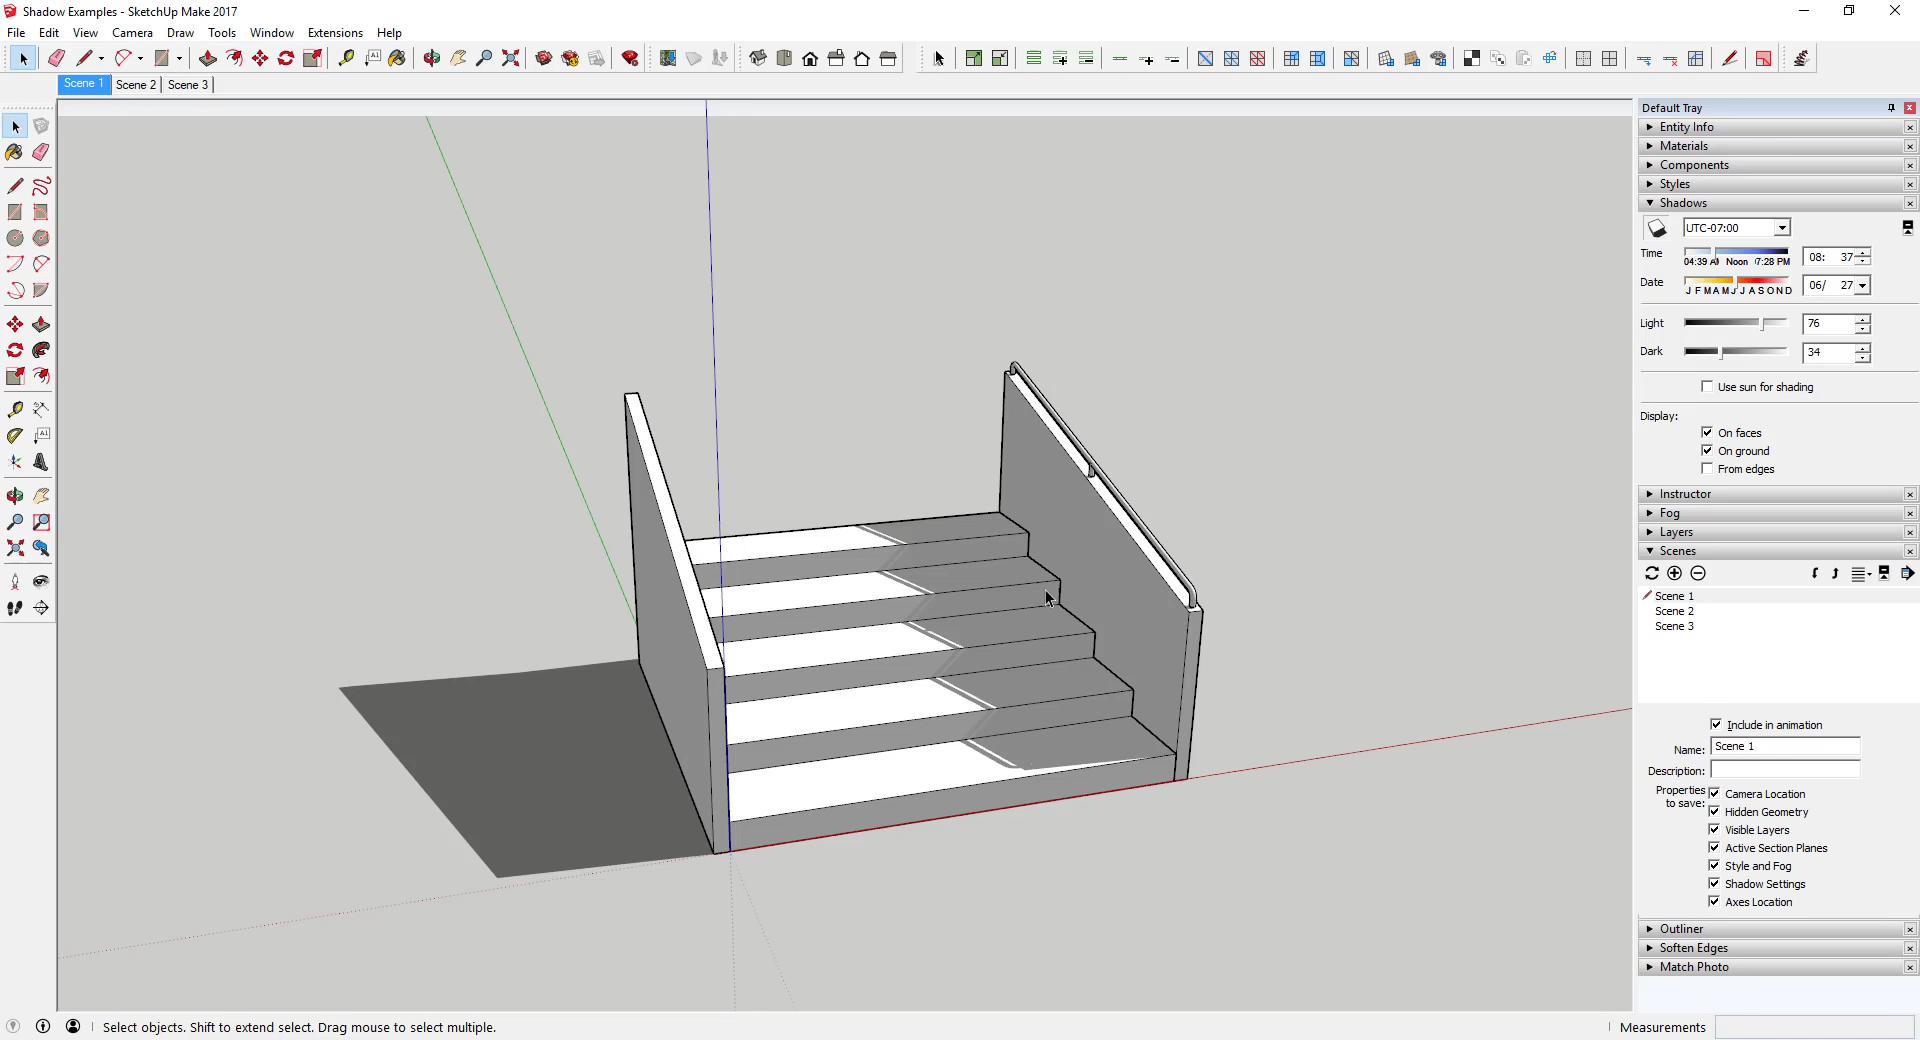 Shadow Examples - SketchUp Make 2017
File Edit View Camera Draw Tools Window Extensions Help
Scene 1 Scene 2 Scene 3
Default Tray
Entity Info
Materials
Components
Styles
Shadows
UTC-07:00
Time 08: 37
04:39 A Noon 7:28 PM
Date 06/ 27
J F M A M J J A S O N D
Light 76
Dark 34
Use sun for shading
Display:
On faces
On ground
From edges
Instructor
Fog
Layers
Scenes
Scene 1
Scene 2
Scene 3
Include in animation
Name: Scene 1
Description:
Properties to save:
Camera Location
Hidden Geometry
Visible Layers
Active Section Planes
Style and Fog
Shadow Settings
Axes Location
Outliner
Soften Edges
Match Photo
Select objects. Shift to extend select. Drag mouse to select multiple.
Measurements